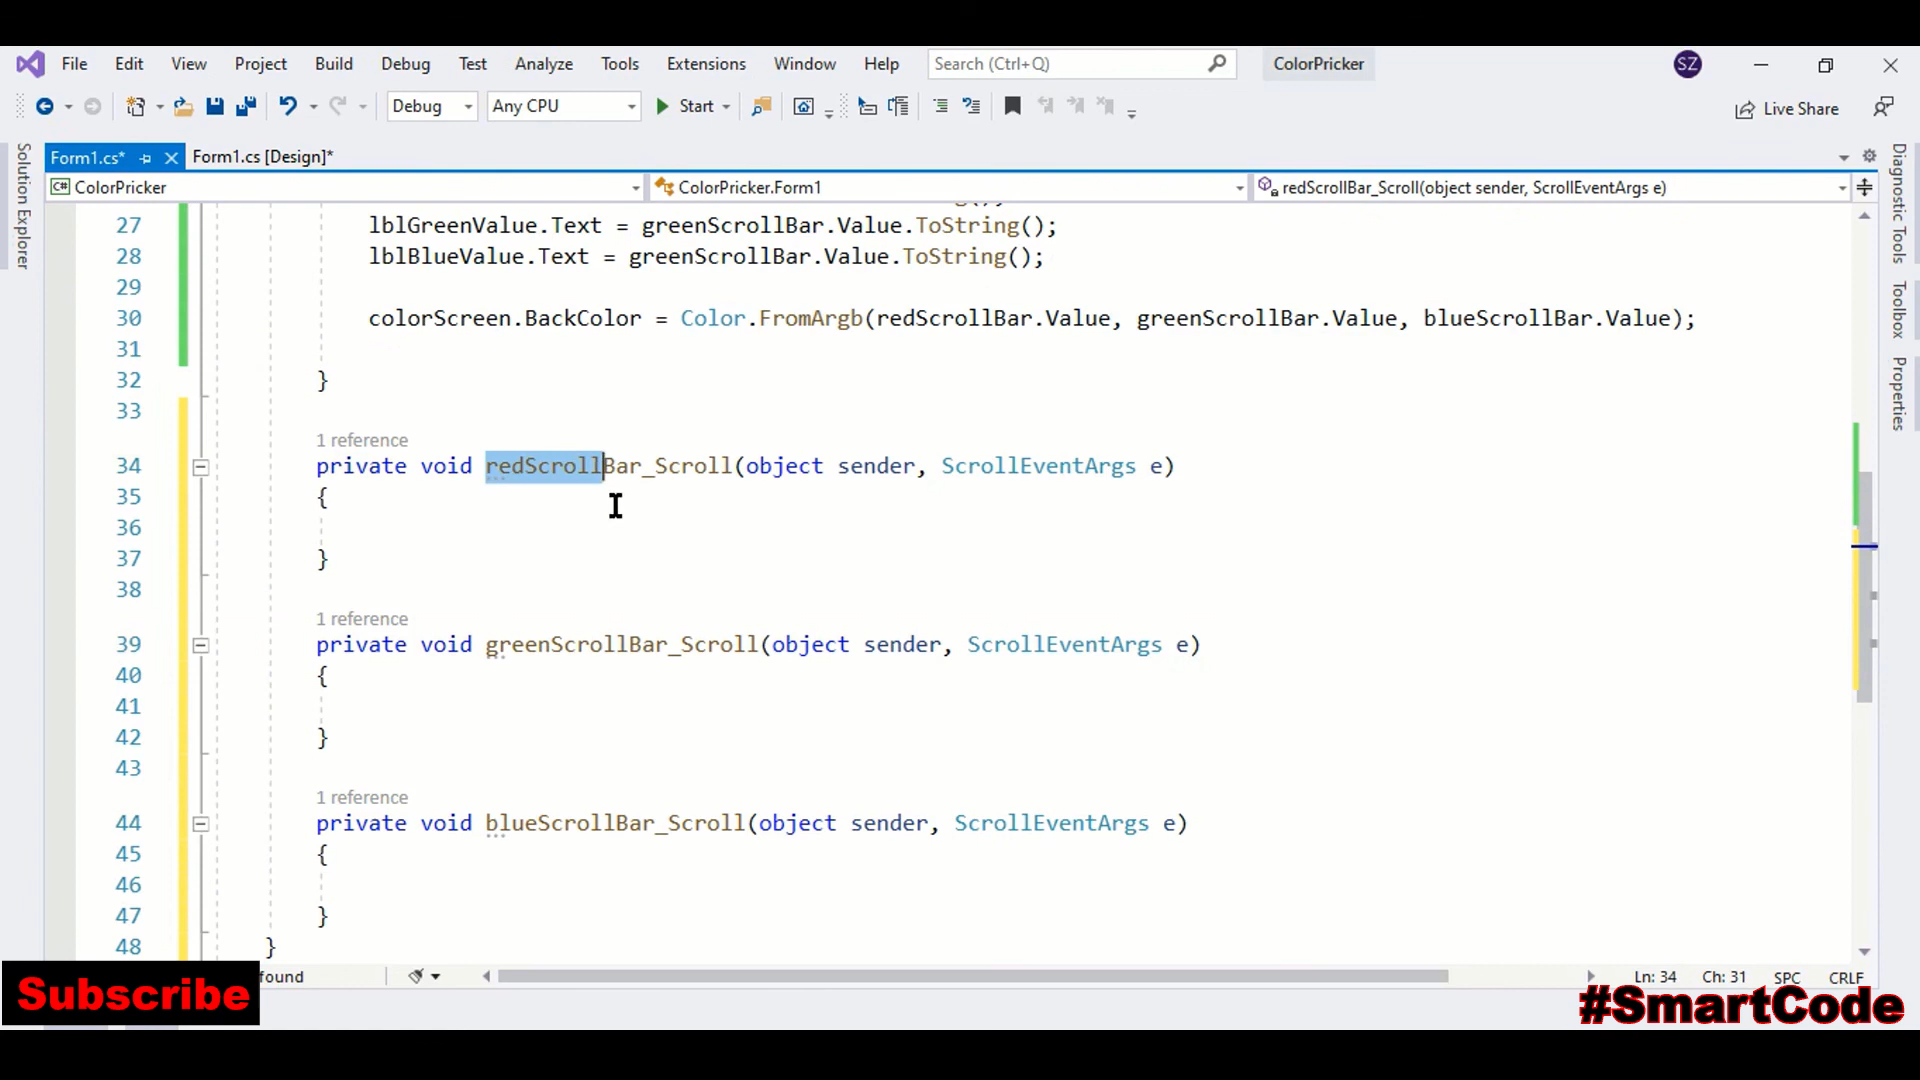 File Edit View Project Build Debug Test Analyze Tools Extensions Window Help Search (Ctrl+Q) ColorPricker SZ
Debug Any CPU Start Live Share
Form1.cs* Form1.cs [Design]*
C# ColorPricker ColorPricker.Form1 redScrollBar_Scroll(object sender, ScrollEventArgs e)
Solution Explorer
27 lblGreenValue.Text = greenScrollBar.Value.ToString();
28 lblBlueValue.Text = greenScrollBar.Value.ToString();
29
30 colorScreen.BackColor = Color.FromArgb(redScrollBar.Value, greenScrollBar.Value, blueScrollBar.Value);
31
32 }
33
1 reference
34 private void redScrollBar_Scroll(object sender, ScrollEventArgs e)
35 {
36
37 }
38
1 reference
39 private void greenScrollBar_Scroll(object sender, ScrollEventArgs e)
40 {
41
42 }
43
1 reference
44 private void blueScrollBar_Scroll(object sender, ScrollEventArgs e)
45 {
46
47 }
48 }
Diagnostic Tools
Toolbox
Properties
found Ln: 34 Ch: 31 SPC CRLF
Subscribe
#SmartCode